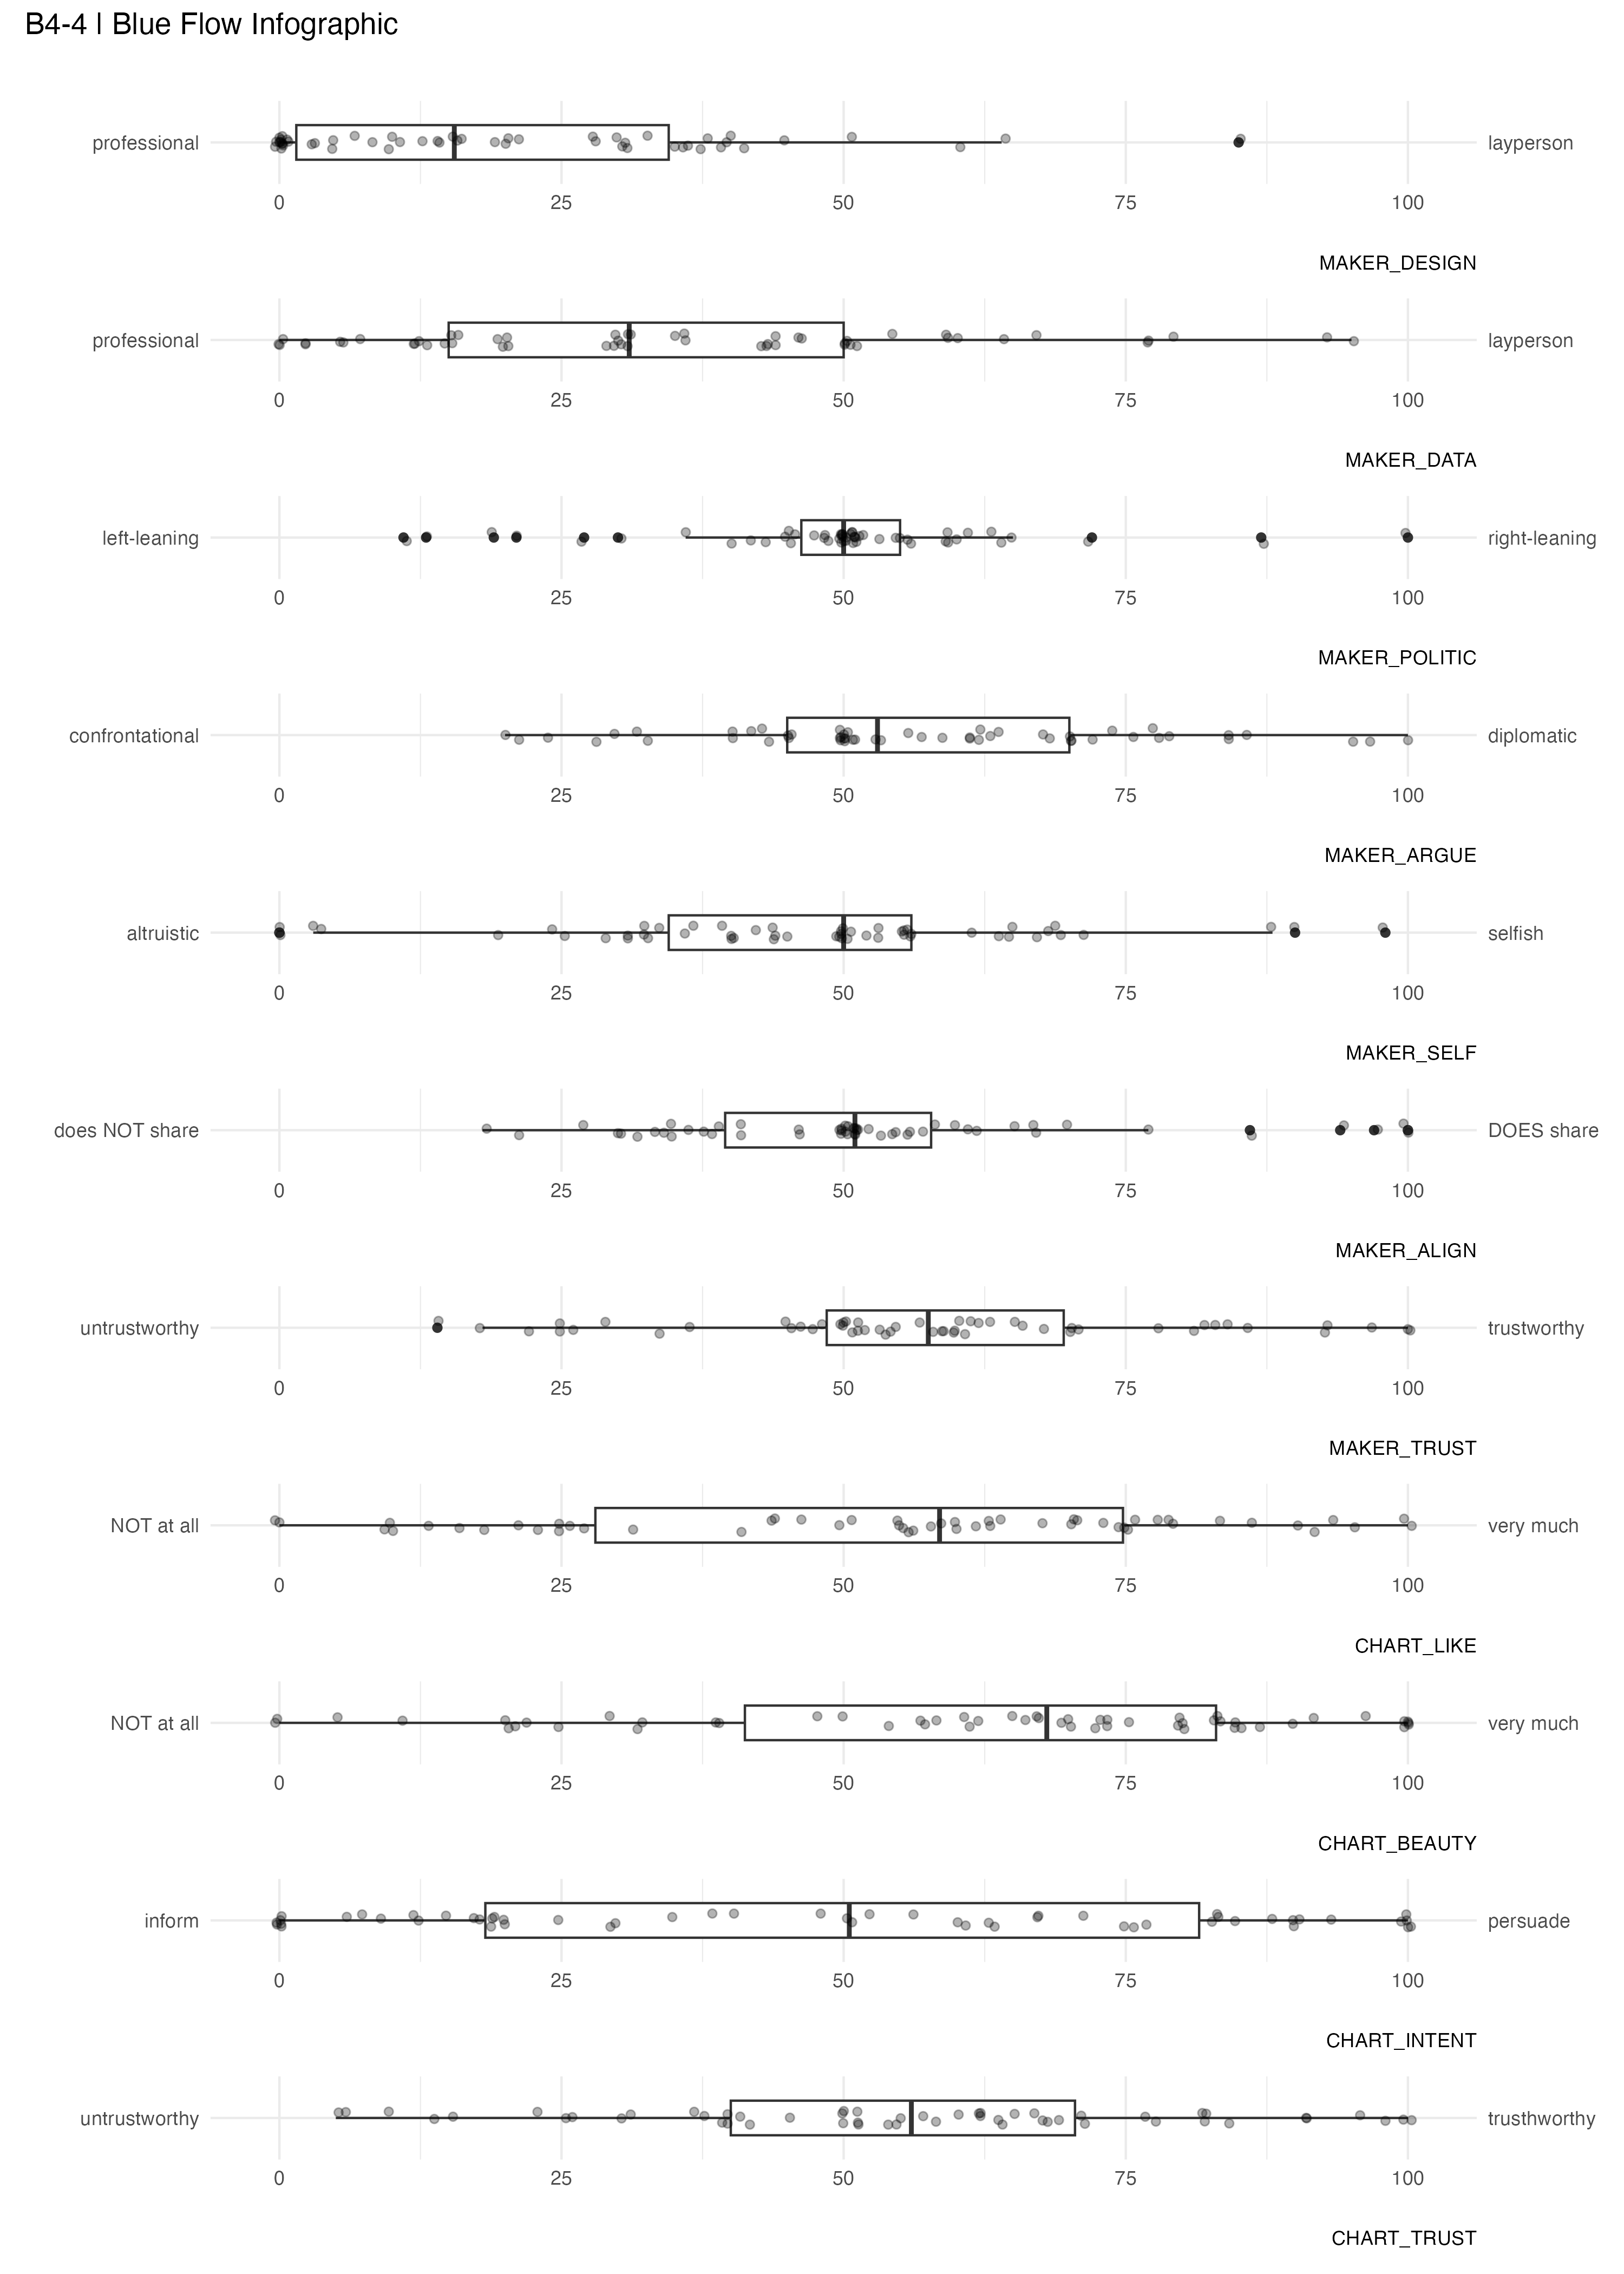 B4-4 | Blue Flow Infographic
professional layperson
0 25 50 75 100
MAKER_DESIGN
professional layperson
0 25 50 75 100
MAKER_DATA
left-leaning right-leaning
0 25 50 75 100
MAKER_POLITIC
confrontational diplomatic
0 25 50 75 100
MAKER_ARGUE
altruistic selfish
0 25 50 75 100
MAKER_SELF
does NOT share DOES share
0 25 50 75 100
MAKER_ALIGN
untrustworthy trustworthy
0 25 50 75 100
MAKER_TRUST
NOT at all very much
0 25 50 75 100
CHART_LIKE
NOT at all very much
0 25 50 75 100
CHART_BEAUTY
inform persuade
0 25 50 75 100
CHART_INTENT
untrustworthy trusthworthy
0 25 50 75 100
CHART_TRUST